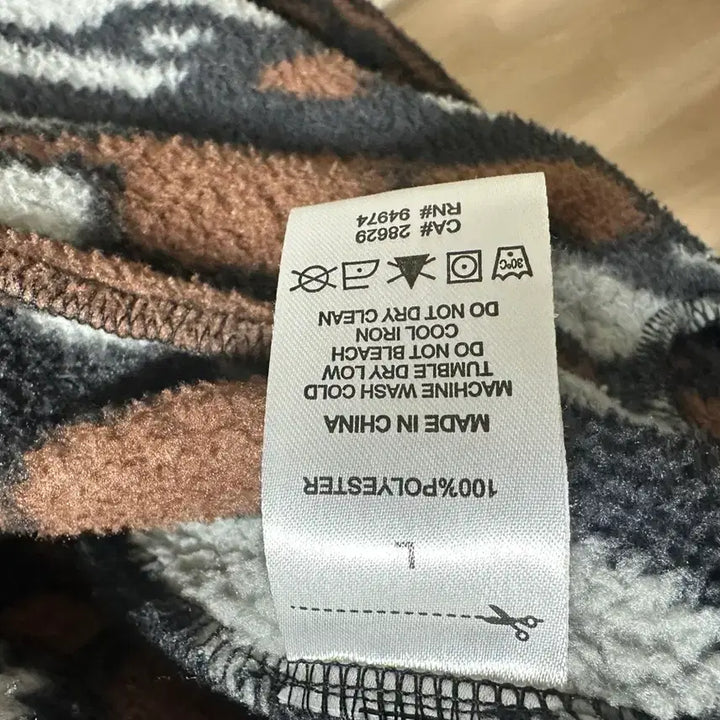 L
100%POLYESTER
MADE IN CHINA
MACHINE WASH COLD
TUMBLE DRY LOW
DO NOT BLEACH
COOL IRON
DO NOT DRY CLEAN
30°C
CA# 28629
RN# 94974